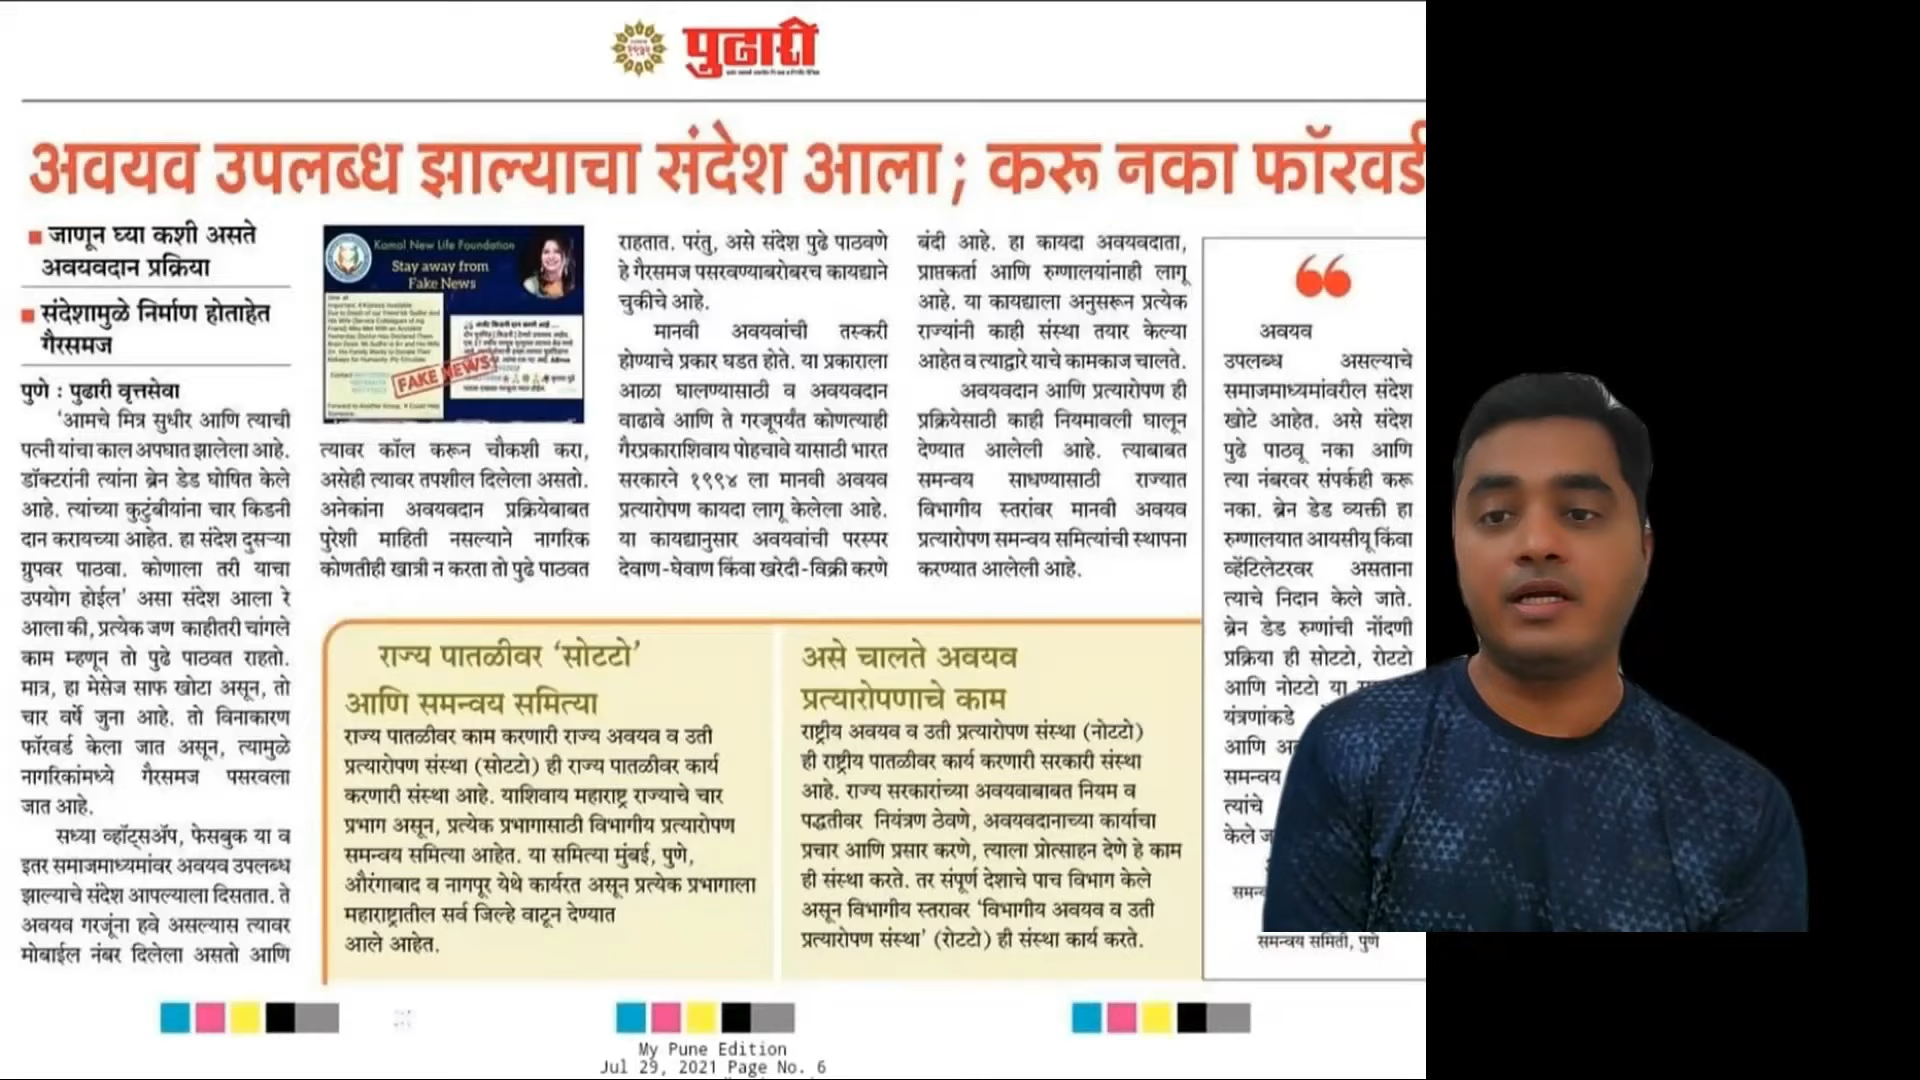 पुढारी
अवयव उपलब्ध झाल्याचा संदेश आला ; करू नका फॉरवर्ड
जाणून घ्या कशी असते
अवयवदान प्रक्रिया
संदेशामुळे निर्माण होताहेत
गैरसमज
पुणे : पुढारी वृत्तसेवा
'आमचे मित्र सुधीर आणि त्याची
पत्नी यांचा काल अपघात झालेला आहे.
डॉक्टरांनी त्यांना ब्रेन डेड घोषित केले
आहे. त्यांच्या कुटुंबीयांना चार किडनी
दान करायच्या आहेत. हा संदेश दुसऱ्या
ग्रुपवर पाठवा. कोणाला तरी याचा
उपयोग होईल' असा संदेश आला रे
आला की, प्रत्येक जण काहीतरी चांगले
काम म्हणून तो पुढे पाठवत राहतो.
मात्र, हा मेसेज साफ खोटा असून, तो
चार वर्षे जुना आहे. तो विनाकारण
फॉरवर्ड केला जात असून, त्यामुळे
नागरिकांमध्ये गैरसमज पसरवला
जात आहे.
सध्या व्हॉट्सॲप, फेसबुक या व
इतर समाजमाध्यमांवर अवयव उपलब्ध
झाल्याचे संदेश आपल्याला दिसतात. ते
अवयव गरजूंना हवे असल्यास त्यावर
मोबाईल नंबर दिलेला असतो आणि
Kamal New Life Foundation
Stay away from
Fake News
FAKE NEWS
त्यावर कॉल करून चौकशी करा,
असेही त्यावर तपशील दिलेला असतो.
अनेकांना अवयवदान प्रक्रियेबाबत
पुरेशी माहिती नसल्याने नागरिक
कोणतीही खात्री न करता तो पुढे पाठवत
राहतात. परंतु, असे संदेश पुढे पाठवणे
हे गैरसमज पसरवण्याबरोबरच कायद्याने
चुकीचे आहे.
मानवी अवयवांची तस्करी
होण्याचे प्रकार घडत होते. या प्रकाराला
आळा घालण्यासाठी व अवयवदान
वाढावे आणि ते गरजूपर्यंत कोणत्याही
गैरप्रकाराशिवाय पोहचावे यासाठी भारत
सरकारने १९९४ ला मानवी अवयव
प्रत्यारोपण कायदा लागू केलेला आहे.
या कायद्यानुसार अवयवांची परस्पर
देवाण-घेवाण किंवा खरेदी-विक्री करणे
बंदी आहे. हा कायदा अवयवदाता,
प्राप्तकर्ता आणि रुग्णालयांनाही लागू
आहे. या कायद्याला अनुसरून प्रत्येक
राज्यांनी काही संस्था तयार केल्या
आहेत व त्याद्वारे याचे कामकाज चालते.
अवयवदान आणि प्रत्यारोपण ही
प्रक्रियेसाठी काही नियमावली घालून
देण्यात आलेली आहे. त्याबाबत
समन्वय साधण्यासाठी राज्यात
विभागीय स्तरांवर मानवी अवयव
प्रत्यारोपण समन्वय समित्यांची स्थापना
करण्यात आलेली आहे.
अवयव
उपलब्ध असल्याचे
समाजमाध्यमांवरील संदेश
खोटे आहेत. असे संदेश
पुढे पाठवू नका आणि
त्या नंबरवर संपर्कही करू
नका. ब्रेन डेड व्यक्ती हा
रुग्णालयात आयसीयू किंवा
व्हेंटिलेटरवर असताना
त्याचे निदान केले जाते.
ब्रेन डेड रुग्णांची नोंदणी
प्रक्रिया ही सोटटो, रोटटो
आणि नोटटो या
यंत्रणांकडे
आणि
समन्वय
त्यांचे
केले
समन्वय समिती, पुणे
राज्य पातळीवर 'सोटटो'
आणि समन्वय समित्या
राज्य पातळीवर काम करणारी राज्य अवयव व उती
प्रत्यारोपण संस्था (सोटटो) ही राज्य पातळीवर कार्य
करणारी संस्था आहे. याशिवाय महाराष्ट्र राज्याचे चार
प्रभाग असून, प्रत्येक प्रभागासाठी विभागीय प्रत्यारोपण
समन्वय समित्या आहेत. या समित्या मुंबई, पुणे,
औरंगाबाद व नागपूर येथे कार्यरत असून प्रत्येक प्रभागाला
महाराष्ट्रातील सर्व जिल्हे वाटून देण्यात
आले आहेत.
असे चालते अवयव
प्रत्यारोपणाचे काम
राष्ट्रीय अवयव व उती प्रत्यारोपण संस्था (नोटटो)
ही राष्ट्रीय पातळीवर कार्य करणारी सरकारी संस्था
आहे. राज्य सरकारांच्या अवयवाबाबत नियम व
पद्धतीवर नियंत्रण ठेवणे, अवयवदानाच्या कार्याचा
प्रचार आणि प्रसार करणे, त्याला प्रोत्साहन देणे हे काम
ही संस्था करते. तर संपूर्ण देशाचे पाच विभाग केले
असून विभागीय स्तरावर 'विभागीय अवयव व उती
प्रत्यारोपण संस्था' (रोटटो) ही संस्था कार्य करते.
My Pune Edition
Jul 29, 2021 Page No. 6